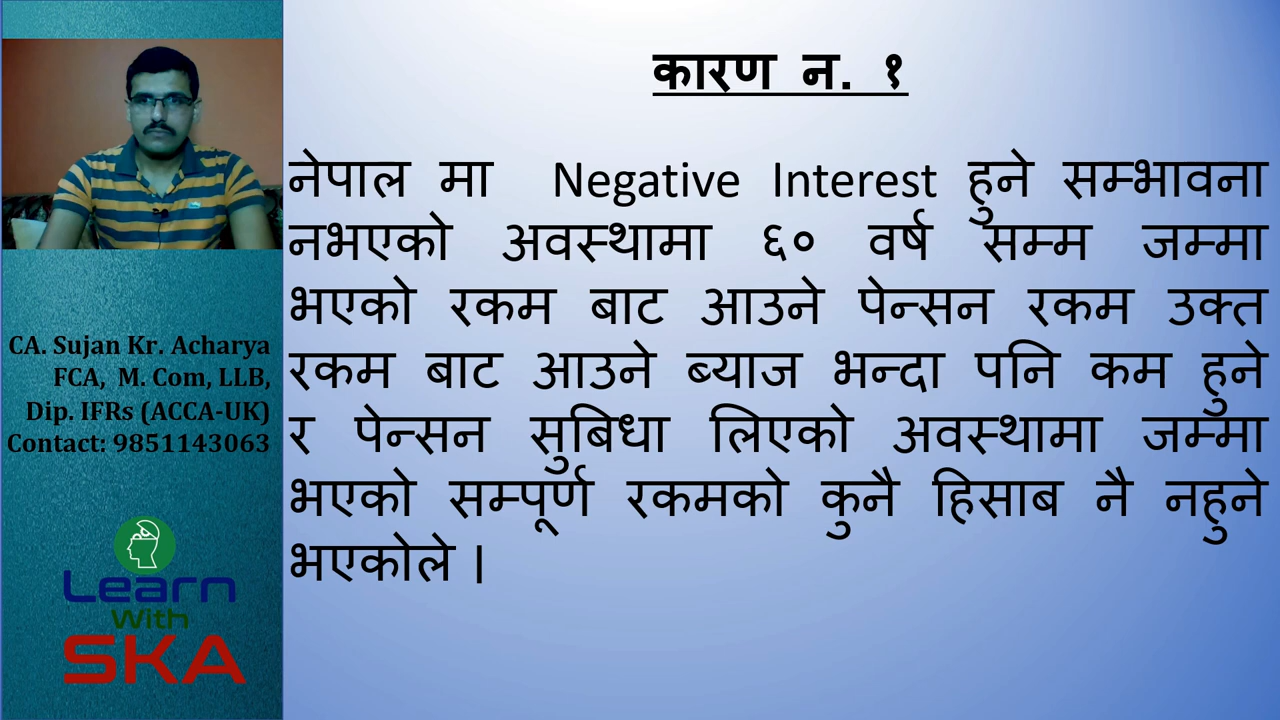 कारण न. १
नेपाल मा Negative Interest हुने सम्भावना
नभएको अवस्थामा ६० वर्ष सम्म जम्मा
भएको रकम बाट आउने पेन्सन रकम उक्त
रकम बाट आउने ब्याज भन्दा पनि कम हुने
र पेन्सन सुबिधा लिएको अवस्थामा जम्मा
भएको सम्पूर्ण रकमको कुनै हिसाब नै नहुने
भएकोले ।
CA. Sujan Kr. Acharya
FCA, M. Com, LLB,
Dip. IFRs (ACCA-UK)
Contact: 9851143063
Learn
With
SKA